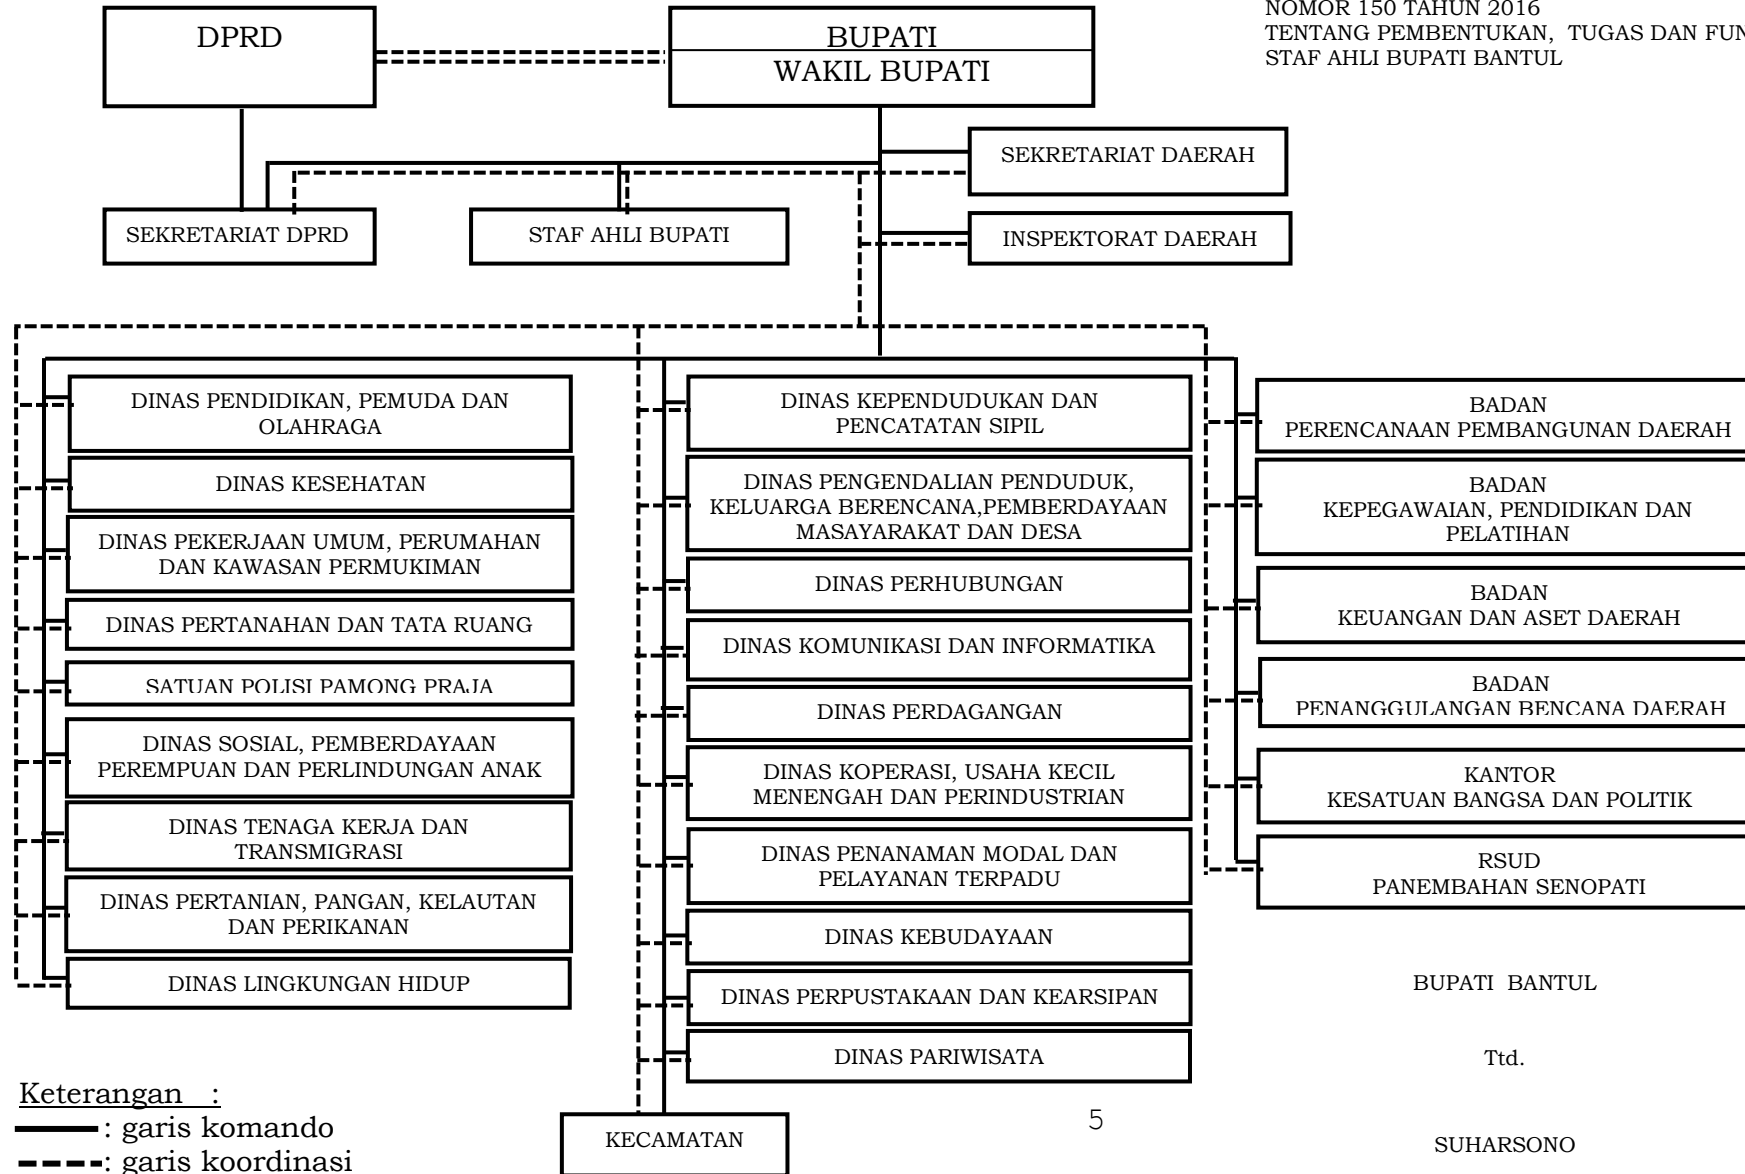 NOMOR 150 TAHUN 2016
TENTANG PEMBENTUKAN, TUGAS DAN
STAF AHLI BUPATI BANTUL
DPRD
BUPATI
WAKIL BUPATI
SEKRETARIAT DAERAH
SEKRETARIAT DPRD
STAF AHLI BUPATI
INSPEKTORAT DAERAH
DINAS PENDIDIKAN, PEMUDA DAN
OLAHRAGA
DINAS KESEHATAN
DINAS PEKERJAAN UMUM, PERUMAHAN
DAN KAWASAN PERMUKIMAN
DINAS PERTANAHAN DAN TATA RUANG
SATUAN POLISI PAMONG PRAJA
DINAS SOSIAL, PEMBERDAYAAN
PEREMPUAN DAN PERLINDUNGAN ANAK
DINAS TENAGA KERJA DAN
TRANSMIGRASI
DINAS PERTANIAN, PANGAN, KELAUTAN
DAN PERIKANAN
DINAS LINGKUNGAN HIDUP
DINAS KEPENDUDUKAN DAN
PENCATATAN SIPIL
DINAS PENGENDALIAN PENDUDUK,
KELUARGA BERENCANA,PEMBERDAYAAN
MASAYARAKAT DAN DESA
DINAS PERHUBUNGAN
DINAS KOMUNIKASI DAN INFORMATIKA
DINAS PERDAGANGAN
DINAS KOPERASI, USAHA KECIL
MENENGAH DAN PERINDUSTRIAN
DINAS PENANAMAN MODAL DAN
PELAYANAN TERPADU
DINAS KEBUDAYAAN
DINAS PERPUSTAKAAN DAN KEARSIPAN
DINAS PARIWISATA
KECAMATAN
BADAN
PERENCANAAN PEMBANGUNAN DAERAH
BADAN
KEPEGAWAIAN, PENDIDIKAN DAN
PELATIHAN
BADAN
KEUANGAN DAN ASET DAERAH
BADAN
PENANGGULANGAN BENCANA DAERAH
KANTOR
KESATUAN BANGSA DAN POLITIK
RSUD
PANEMBAHAN SENOPATI
BUPATI BANTUL
Ttd.
SUHARSONO
Keterangan :
: garis komando
: garis koordinasi
5